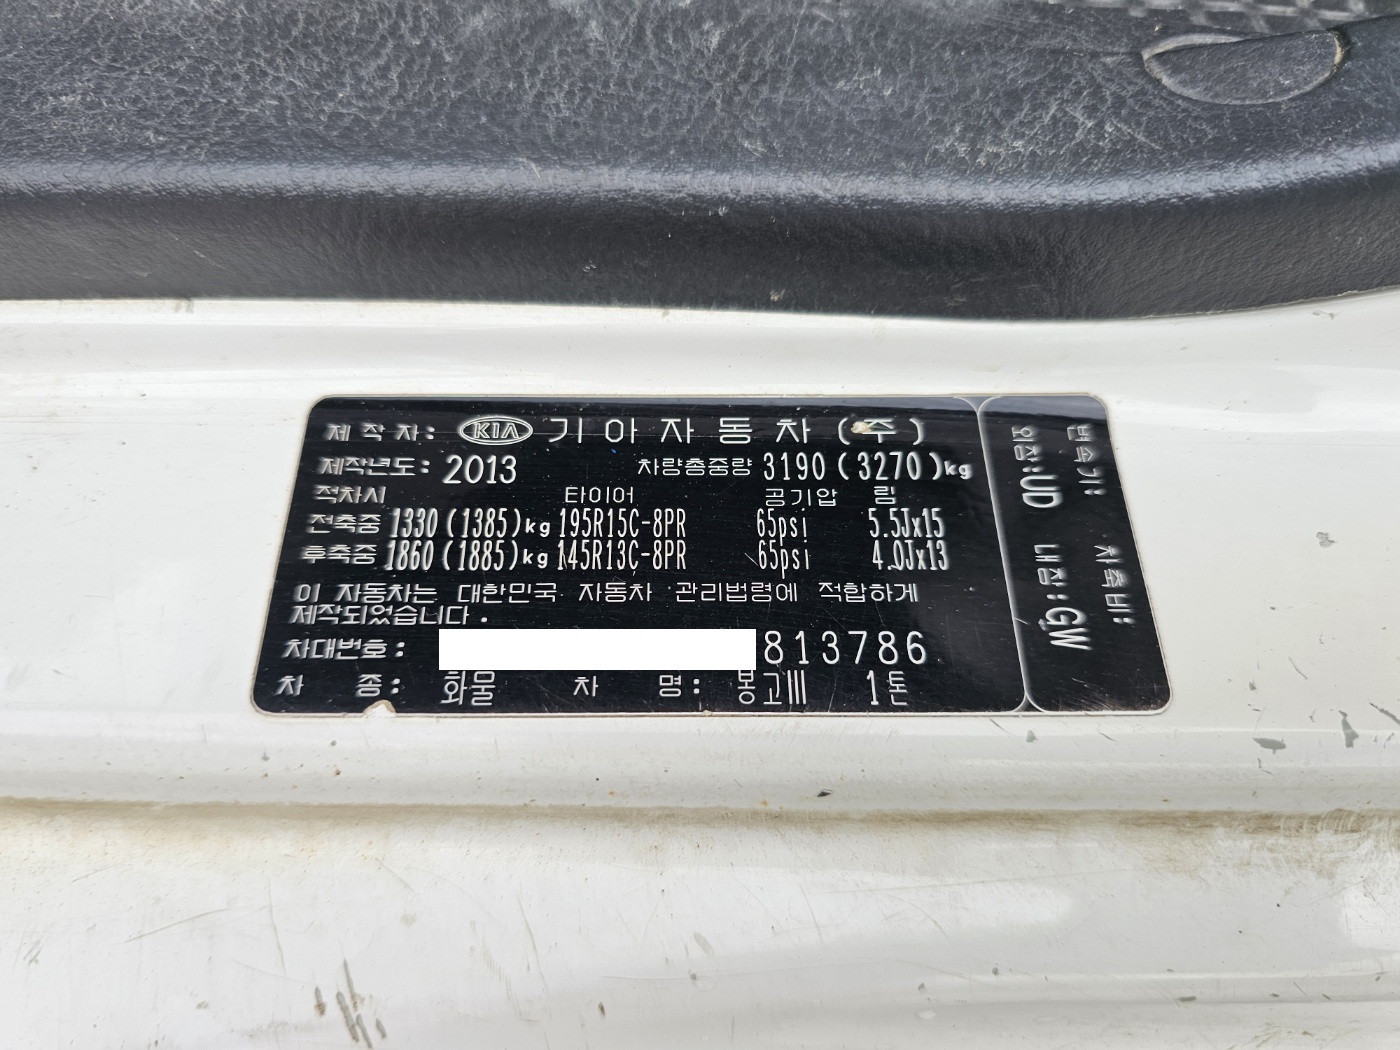 제 작 자: KIA 기 아 자 동 차 (주)
제작년도: 2013 차량총중량 3190 (3270)kg
적차시 타이어 공기압 림
전축중 1330 (1385)kg 195R15C-8PR 65psi 5.5Jx15
후축중 1860 (1885)kg 145R13C-8PR 65psi 4.0Jx13
이 자동차는 대한민국 자동차 관리법령에 적합하게
제작되었습니다.
차대번호: 813786
차 종: 화물 차 명: 봉고III 1톤
변속기: 차축비:
외장:UD 내장:GW